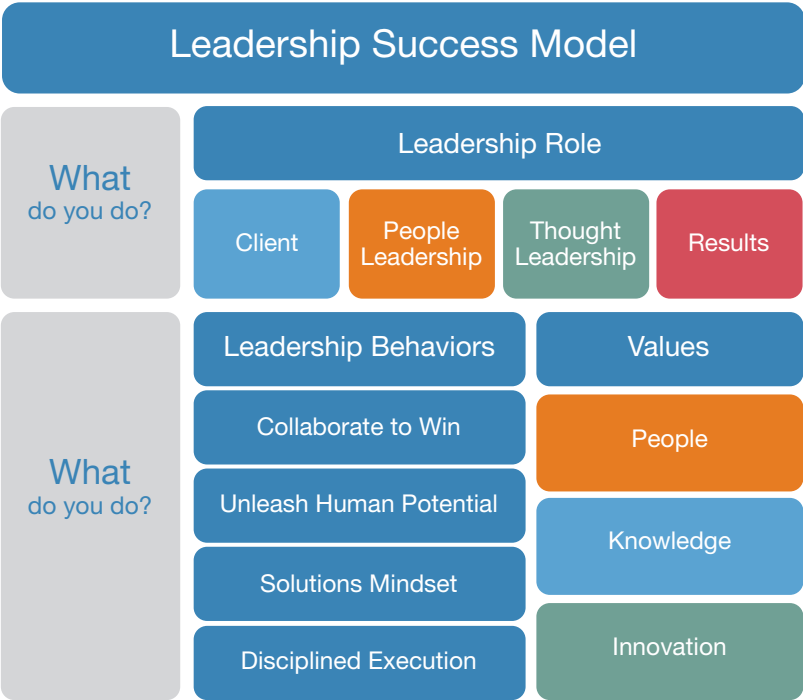 Leadership Success Model
What
do you do?
Leadership Role
Client
People
Leadership
Thought
Leadership
Results
What
do you do?
Leadership Behaviors
Collaborate to Win
Unleash Human Potential
Solutions Mindset
Disciplined Execution
Values
People
Knowledge
Innovation